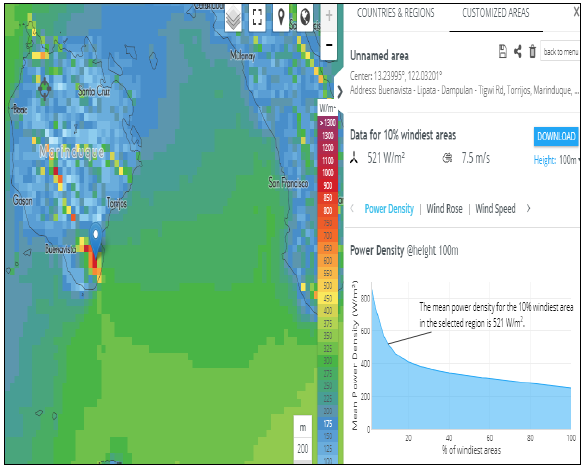 Mulanay
Santa Cruz
Boac
Marinduque
San Francisco
Gasan
Torrijos
Buenavista
+
−
W/m²
>1300
1300
1200
1100
1000
900
850
800
750
700
650
600
550
500
450
400
375
350
325
300
275
250
225
200
175
150
125
100
m
200
COUNTRIES & REGIONS CUSTOMIZED AREAS X
Unnamed area back to menu
Center: 13.23995°, 122.03201°
Address: Buenavista - Lipata - Dampulan - Tigwi Rd, Torrijos, Marinduque, ...
Data for 10% windiest areas DOWNLOAD
521 W/m² 7.5 m/s Height: 100m
< Power Density | Wind Rose | Wind Speed >
Power Density @height 100m
Mean Power Density (W/m²)
800
600
400
200
0
The mean power density for the 10% windiest area
in the selected region is 521 W/m².
20 40 60 80 100
% of windiest areas